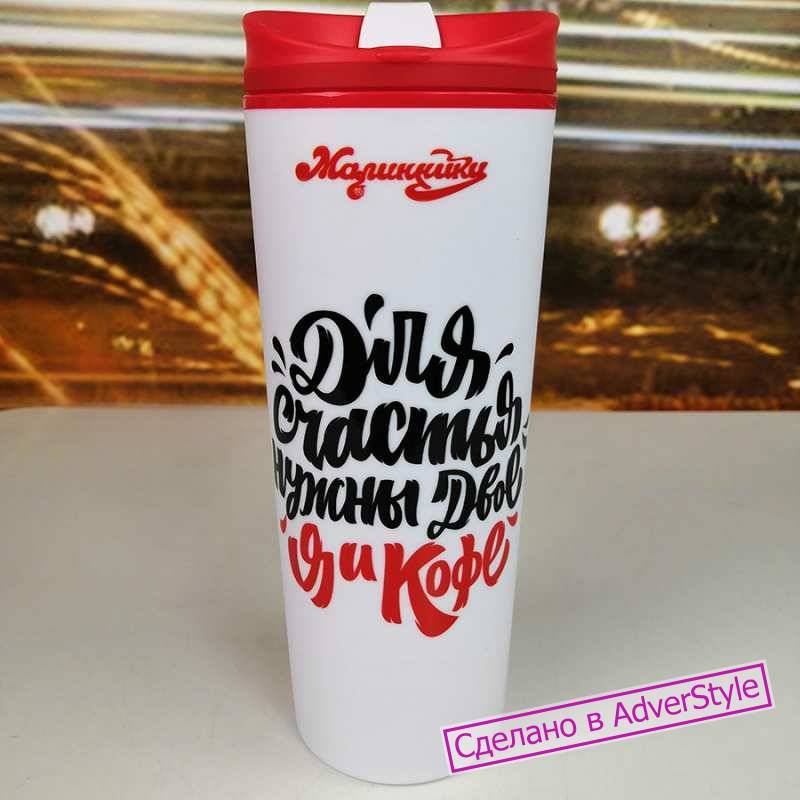 Малинники
Для
счастья
нужны двое
я и Кофе
Сделано в AdverStyle